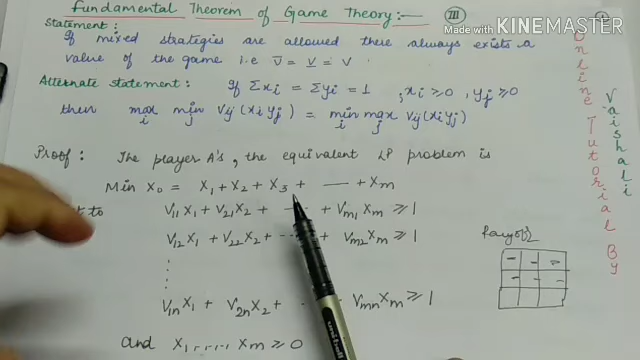 Fundamental Theorem of Game Theory:—
III
Made with KINEMASTER
Statement:
If mixed strategies are allowed there always exists a
value of the game i.e V̅ = V̲ = V
Alternate statement: If Σxi = Σyi = 1 , xi ≥ 0, yj ≥ 0
then max i min j Vij (xi yj) = min i max j Vij (xi yj)
Proof: The player A's, the equivalent LP problem is
Min X0 = X1 + X2 + X3 + — + Xm
to V11 X1 + V21 X2 + + Vm1 Xm ≥ 1
V12 X1 + V22 X2 + + Vm2 Xm ≥ 1
V1n X1 + V2n X2 + Vmn Xm ≥ 1
And X1, ..... Xm ≥ 0
Payoff
Online Tutorial By
Vaishali